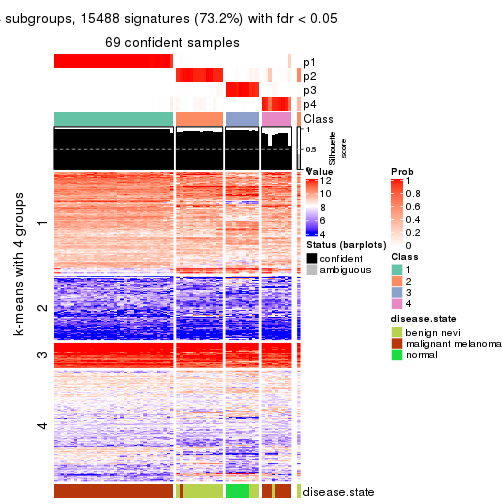 subgroups, 15488 signatures (73.2%) with fdr < 0.05
69 confident samples
p1
p2
p3
p4
Class
1
0.5
0
Silhouette
score
k-means with 4 groups
1
2
3
4
disease.state
Value
12
10
8
6
4
Status (barplots)
confident
ambiguous
Prob
1
0.8
0.6
0.4
0.2
0
Class
1
2
3
4
disease.state
benign nevi
malignant melanoma
normal